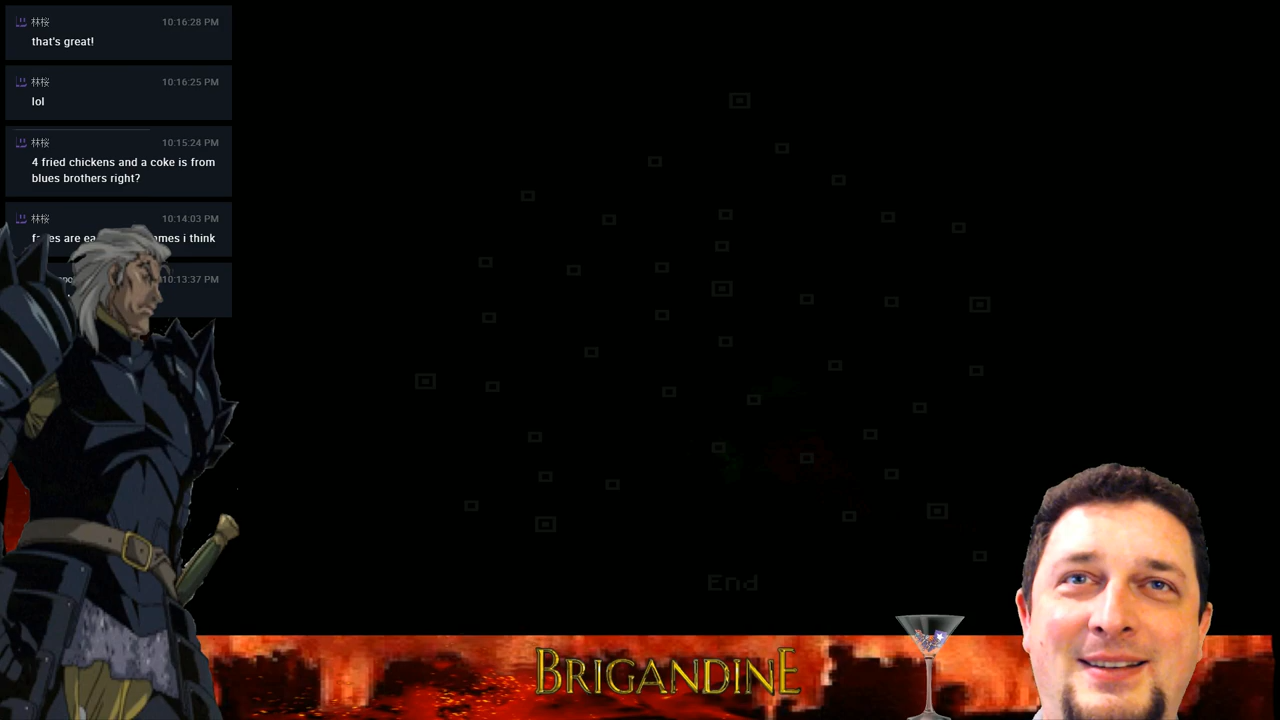 林桜 10:16:28 PM
that's great!
林桜 10:16:25 PM
lol
林桜 10:15:24 PM
4 fried chickens and a coke is from
blues brothers right?
林桜 10:14:03 PM
are i think
10:13:37 PM
End
BRIGANDINE